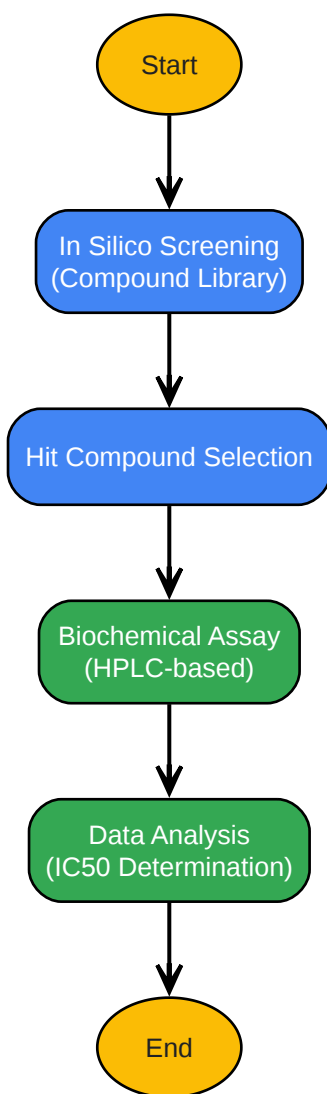 Start
In Silico Screening
(Compound Library)
Hit Compound Selection
Biochemical Assay
(HPLC-based)
Data Analysis
(IC50 Determination)
End